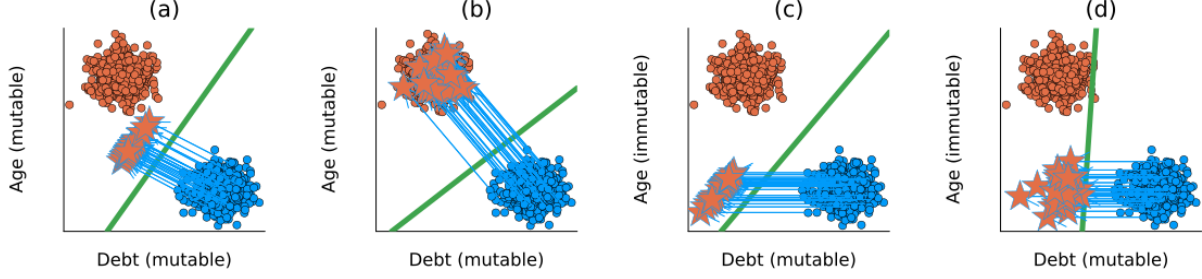 (a)
(b)
(c)
(d)
Age (mutable)
Age (mutable)
Age (immutable)
Age (immutable)
Debt (mutable)
Debt (mutable)
Debt (mutable)
Debt (mutable)